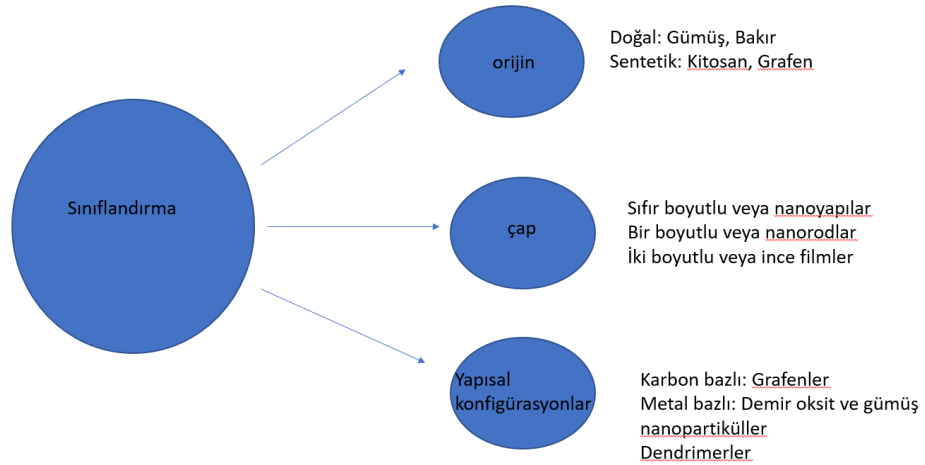 Sınıflandırma
orijin
Doğal: Gümüş, Bakır
Sentetik: Kitosan, Grafen
çap
Sıfır boyutlu veya nanoyapılar
Bir boyutlu veya nanorodlar
İki boyutlu veya ince filmler
Yapısal
konfigürasyonlar
Karbon bazlı: Grafenler
Metal bazlı: Demir oksit ve gümüş
nanopartiküller
Dendrimerler